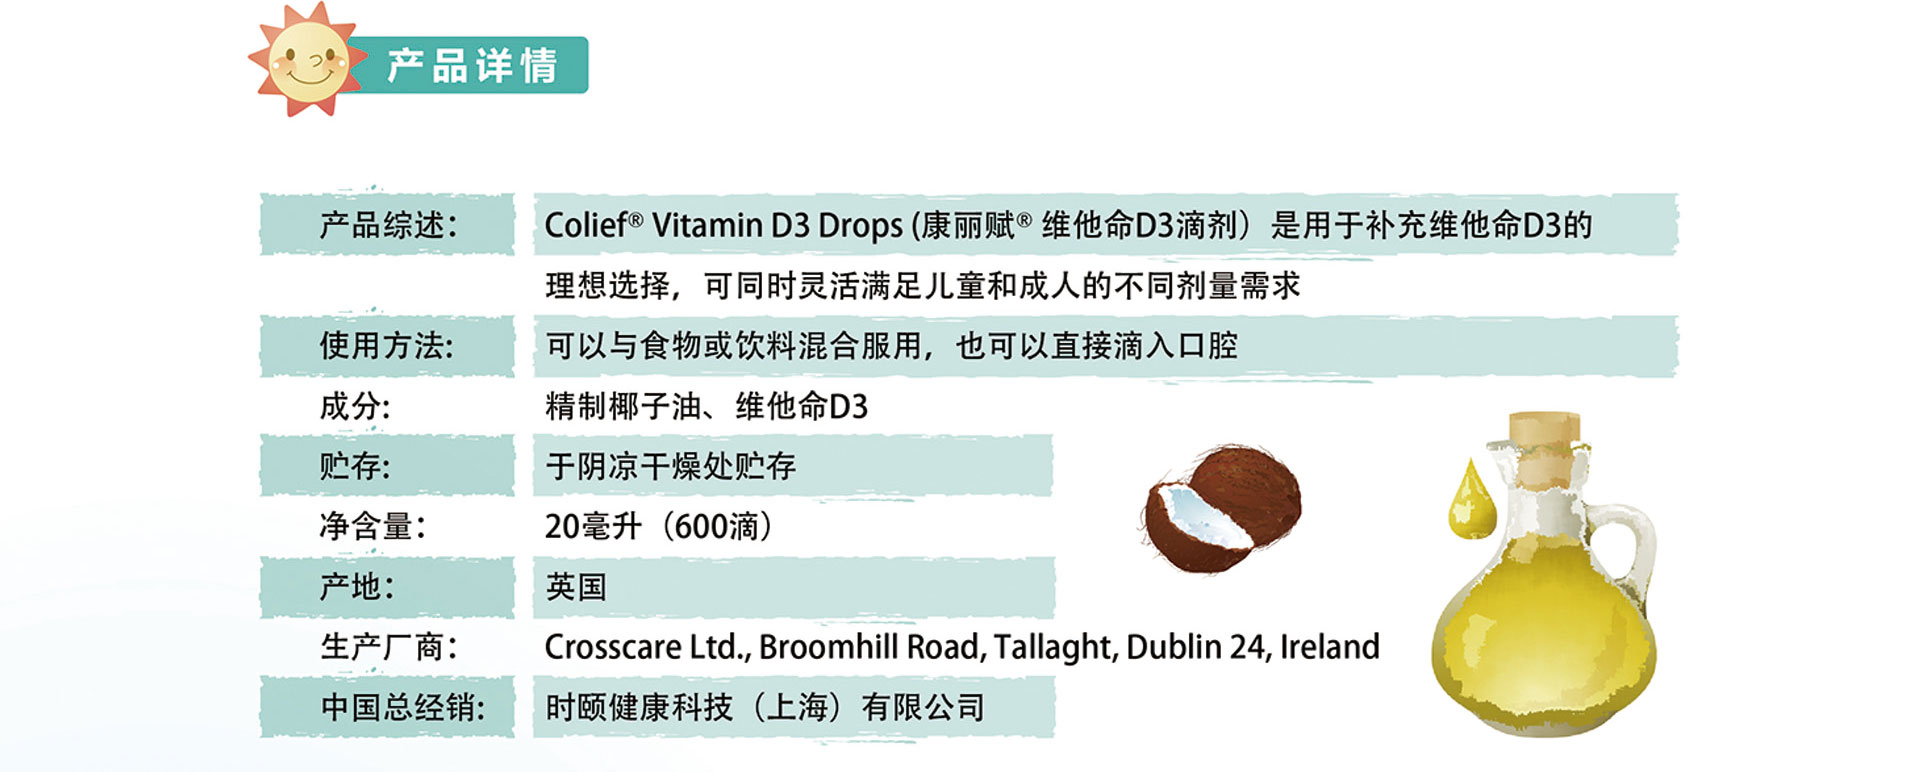 产品详情
产品综述： Colief® Vitamin D3 Drops (康丽赋® 维他命D3滴剂）是用于补充维他命D3的
理想选择，可同时灵活满足儿童和成人的不同剂量需求
使用方法: 可以与食物或饮料混合服用，也可以直接滴入口腔
成分: 精制椰子油、维他命D3
贮存: 于阴凉干燥处贮存
净含量： 20毫升（600滴）
产地： 英国
生产厂商： Crosscare Ltd., Broomhill Road, Tallaght, Dublin 24, Ireland
中国总经销: 时颐健康科技（上海）有限公司